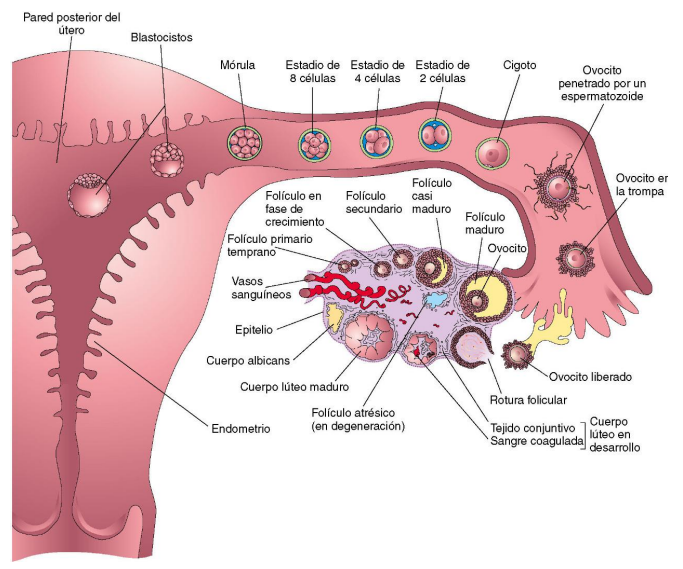 Pared posterior del
útero
Blastocistos
Mórula
Estadio de
8 células
Estadio de
4 células
Estadio de
2 células
Cigoto
Ovocito
penetrado por un
espermatozoide
Ovocito er
la trompa
Folículo en
fase de
crecimiento
Folículo
secundario
Folículo
casi
maduro
Folículo
maduro
Ovocito
Folículo primario
temprano
Vasos
sanguíneos
Epitelio
Cuerpo albicans
Cuerpo lúteo maduro
Folículo atrésico
(en degeneración)
Endometrio
Ovocito liberado
Rotura folicular
Tejido conjuntivo
Sangre coagulada
Cuerpo
lúteo en
desarrollo